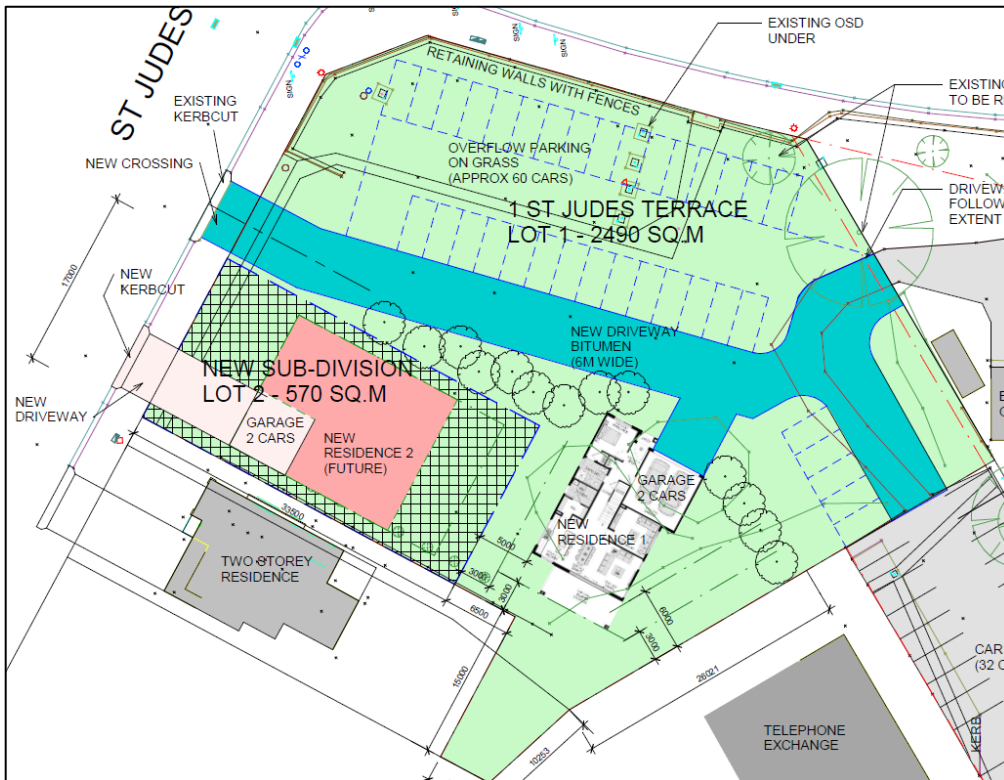 ST JUDES
SIGN
SIGN
SIGN
SIGN
EXISTING OSD
UNDER
RETAINING WALLS WITH FENCES
EXISTING
KERBCUT
NEW CROSSING
EXISTING
TO BE R
OVERFLOW PARKING
ON GRASS
(APPROX 60 CARS)
1 ST JUDES TERRACE
LOT 1 - 2490 SQ.M
DRIVEW
FOLLOW
EXTENT
17000
NEW
KERBCUT
NEW DRIVEWAY
BITUMEN
(6M WIDE)
NEW SUB-DIVISION
LOT 2 - 570 SQ.M
NEW
DRIVEWAY
GARAGE
2 CARS
NEW
RESIDENCE 2
(FUTURE)
GARAGE
2 CARS
NEW
RESIDENCE 1
33500
TWO STOREY
RESIDENCE
5000
3000
3000
6500
6000
3000
15000
26021
10253
TELEPHONE
EXCHANGE
CAR
(32 C
KERB